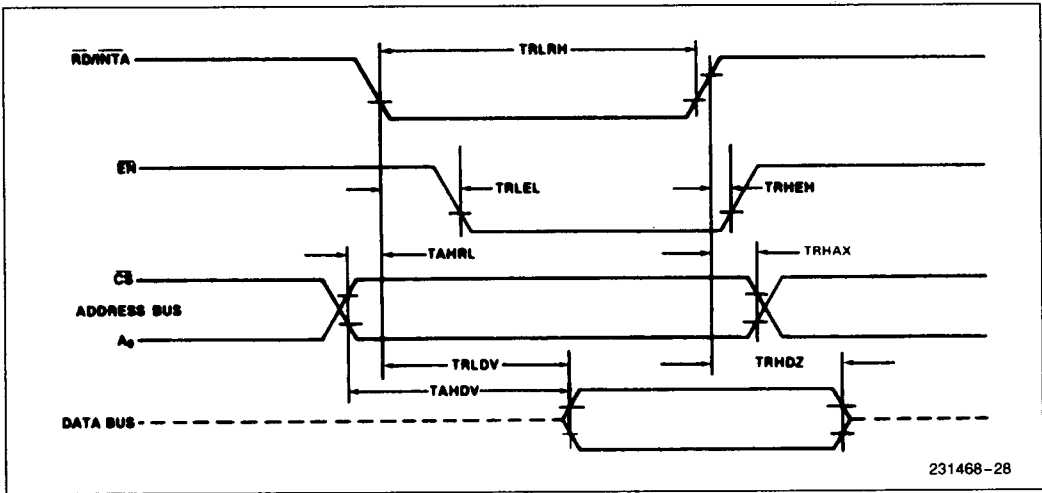 TRLRH
RD/INTA
EN
TRLEL
TRHEH
TAHRL
TRHAX
CS
ADDRESS BUS
A₀
TRLDV
TRHDZ
TAHDV
DATA BUS
231468-28